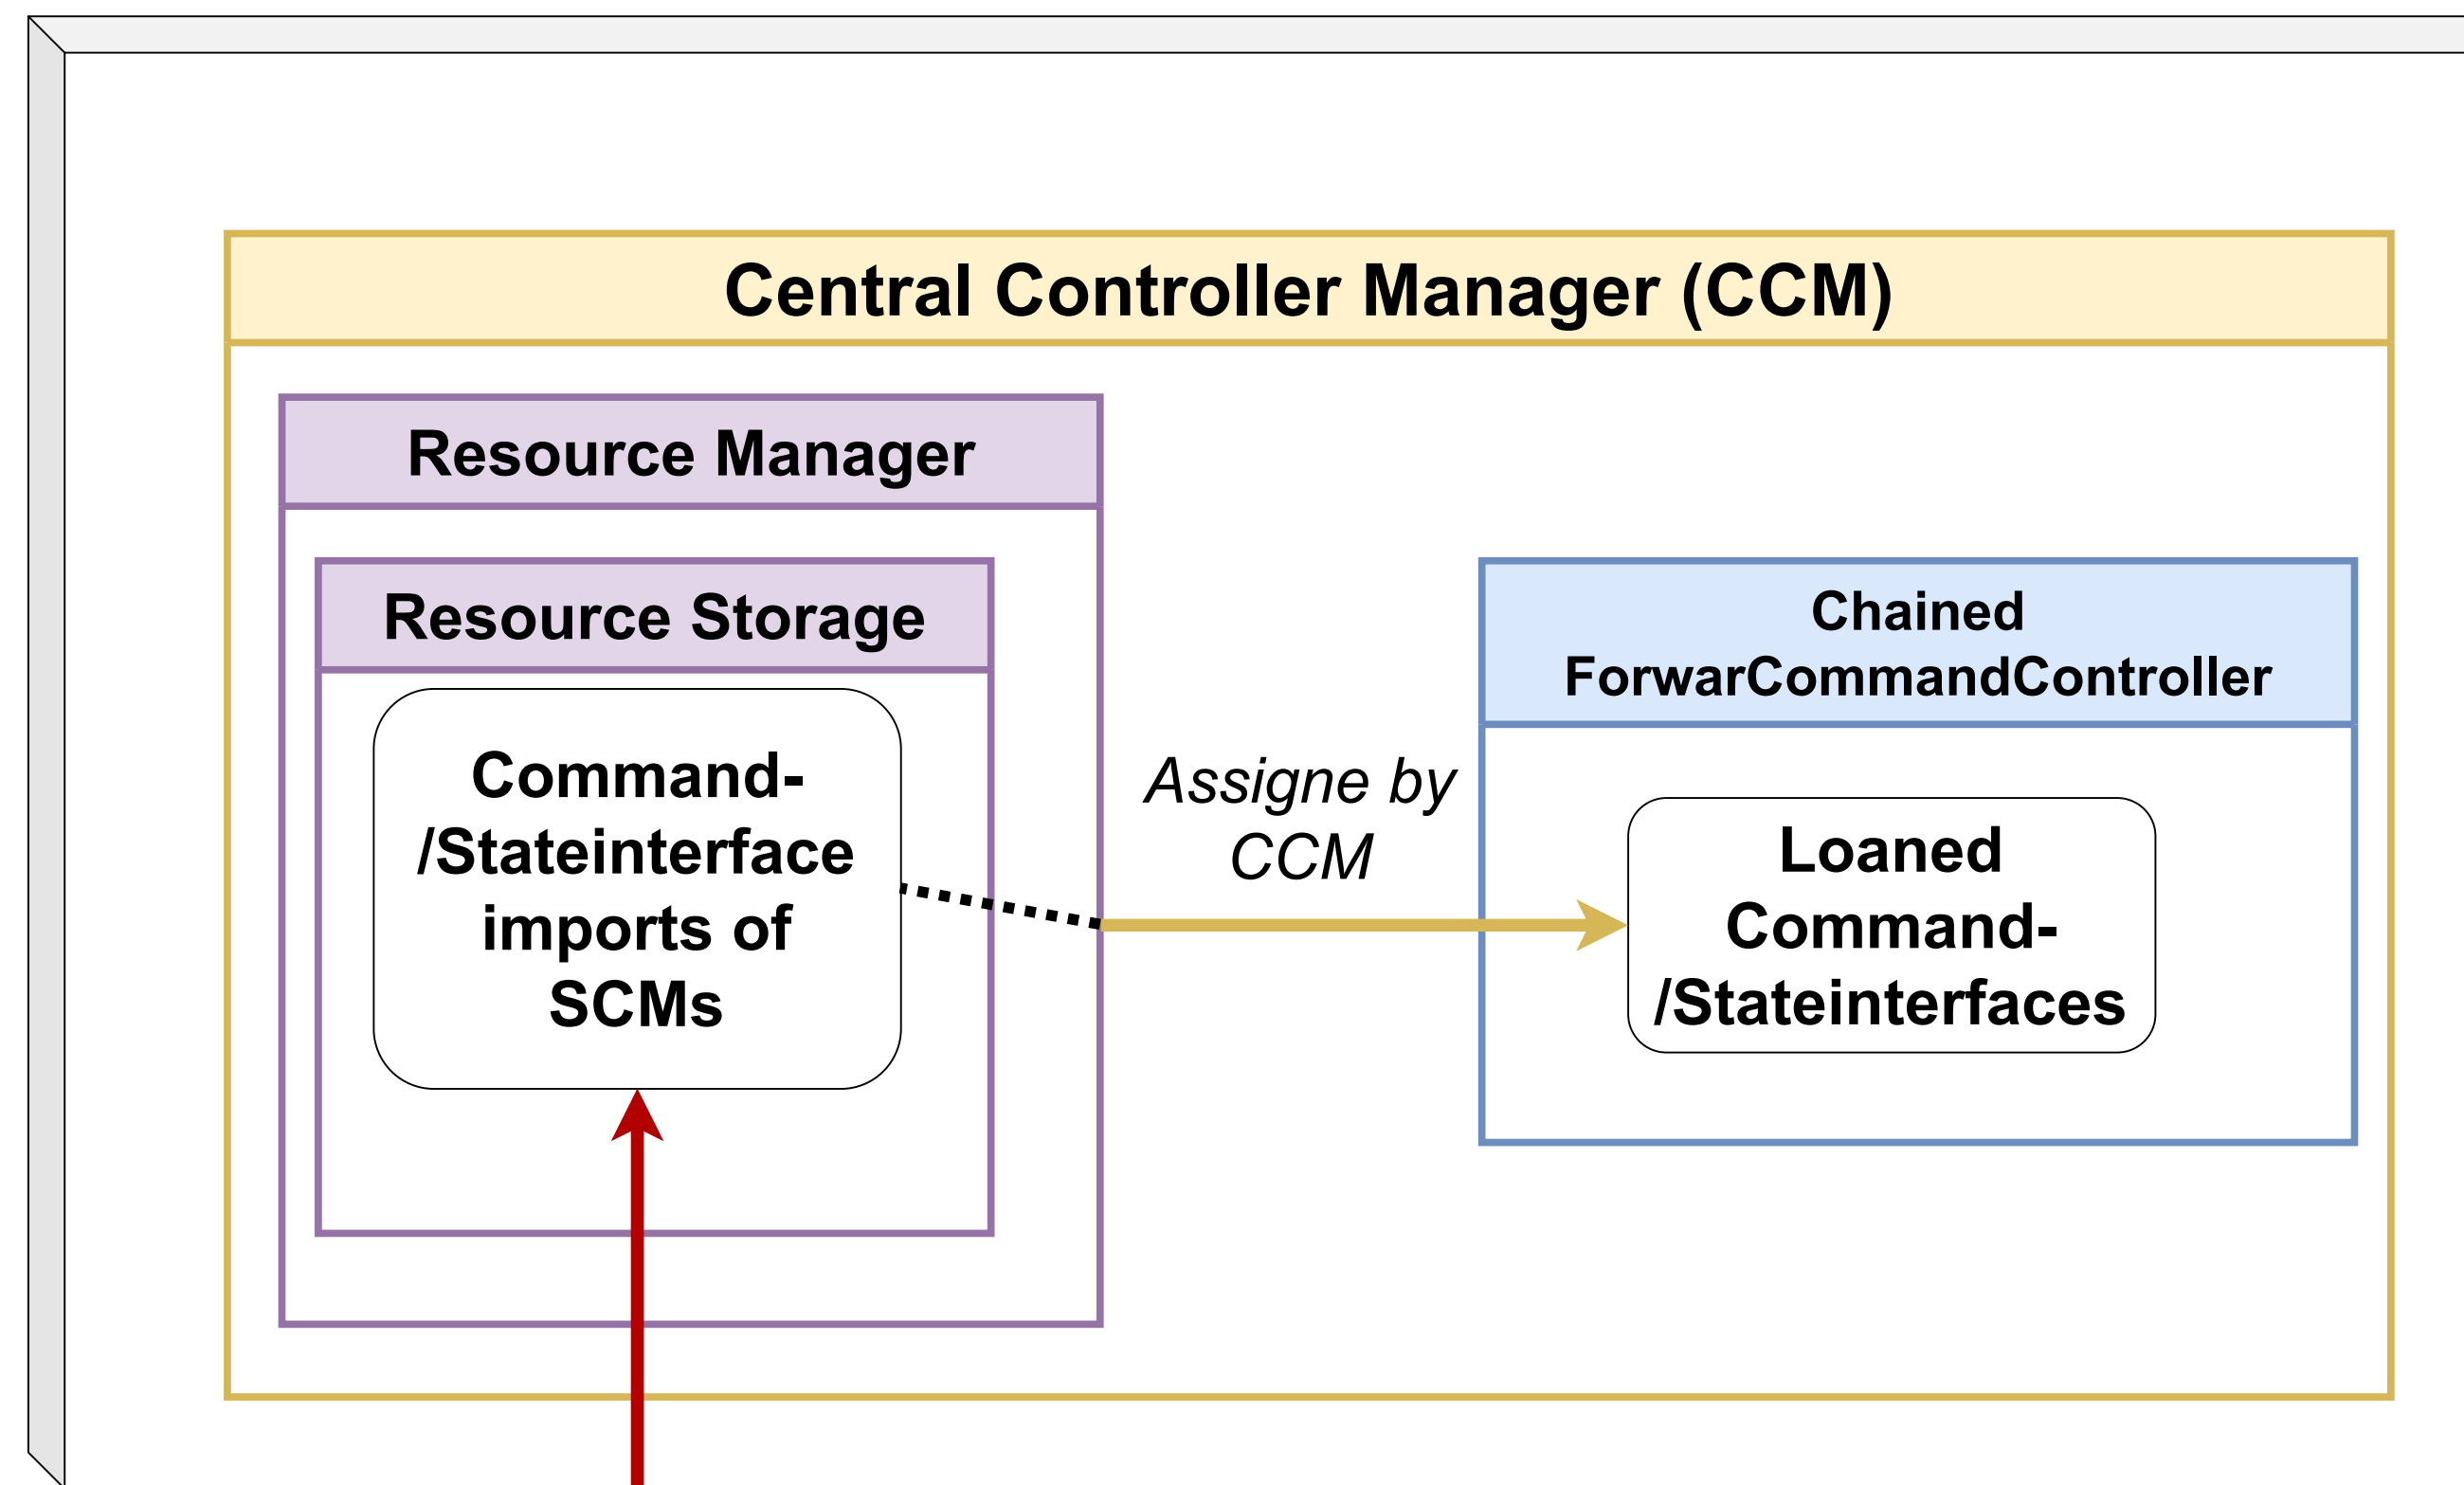 Central Controller Manager (CCM)
Resource Manager
Resource Storage
Command-
/Stateinterface
imports of
SCMs
Assigne by
CCM
Chained
ForwarCommandController
Loaned
Command-
/Stateinterfaces